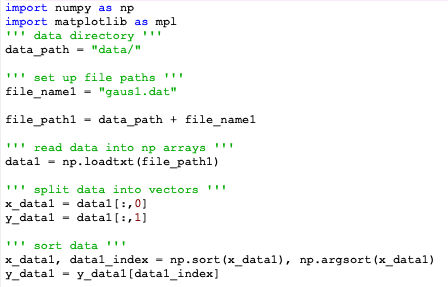 import numpy as np
import matplotlib as mpl
''' data directory '''
data_path = "data/"
''' set up file paths '''
file_name1 = "gaus1.dat"
file_path1 = data_path + file_name1
''' read data into np arrays '''
data1 = np.loadtxt(file_path1)
''' split data into vectors '''
x_data1 = data1[:,0]
y_data1 = data1[:,1]
''' sort data '''
x_data1, data1_index = np.sort(x_data1), np.argsort(x_data1)
y_data1 = y_data1[data1_index]